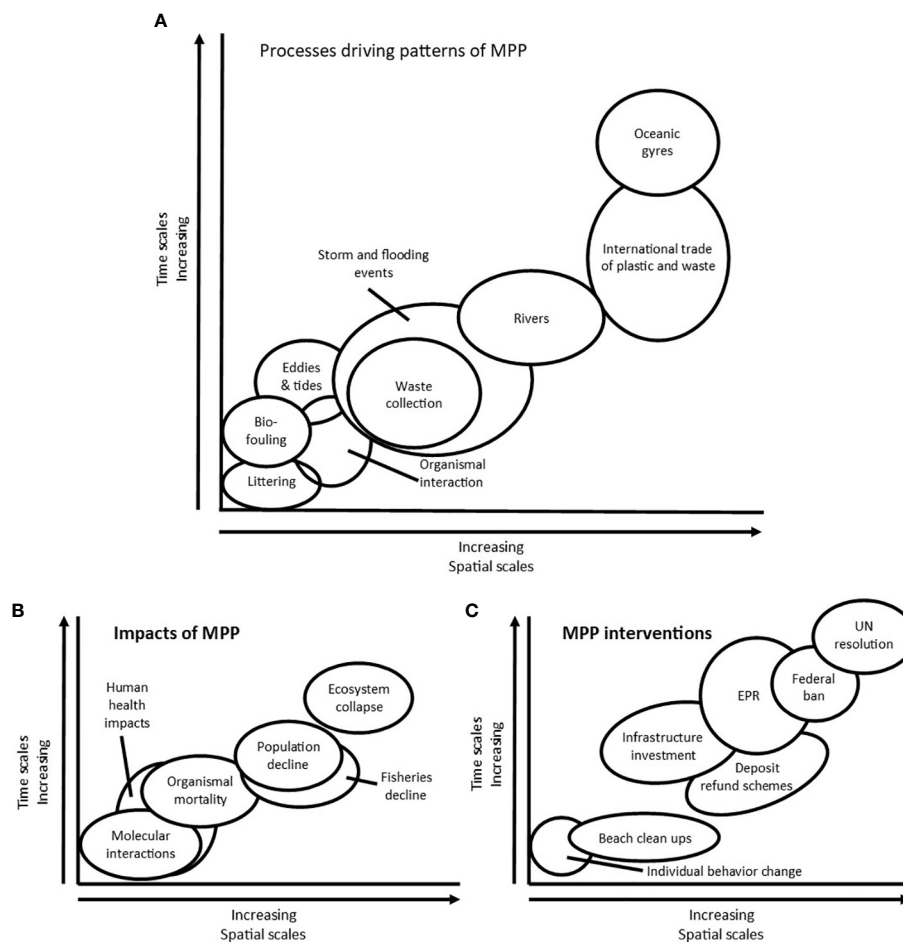 A
Processes driving patterns of MPP
Time scales
Increasing
Oceanic
gyres
International trade
of plastic and waste
Storm and flooding
events
Rivers
Eddies
& tides
Waste
collection
Bio-
fouling
Organismal
interaction
Littering
Increasing
Spatial scales
B
Impacts of MPP
Time scales
Increasing
Human
health
impacts
Ecosystem
collapse
Population
decline
Organismal
mortality
Fisheries
decline
Molecular
interactions
Increasing
Spatial scales
C
MPP interventions
Time scales
Increasing
UN
resolution
Federal
ban
EPR
Infrastructure
investment
Deposit
refund schemes
Beach clean ups
Individual behavior change
Increasing
Spatial scales